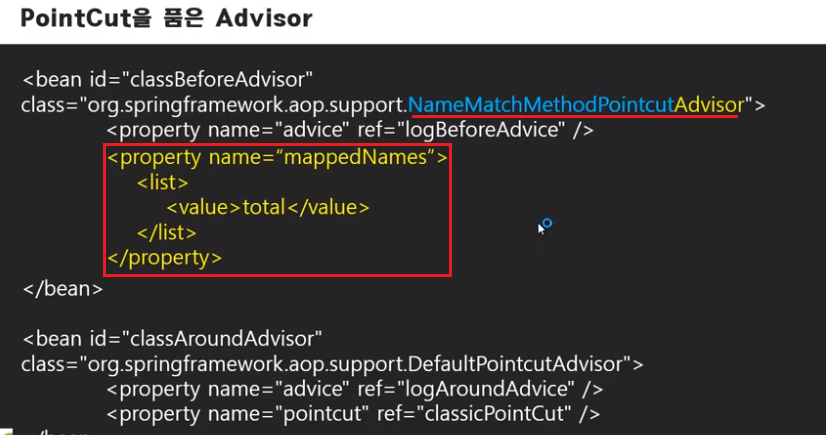 PointCut을 품은 Advisor
<bean id="classBeforeAdvisor"
class="org.springframework.aop.support.NameMatchMethodPointcutAdvisor">
<property name="advice" ref="logBeforeAdvice" />
<property name=“mappedNames”>
<list>
<value>total</value>
</list>
</property>
</bean>
<bean id="classAroundAdvisor"
class="org.springframework.aop.support.DefaultPointcutAdvisor">
<property name="advice" ref="logAroundAdvice" />
<property name="pointcut" ref="classicPointCut" />